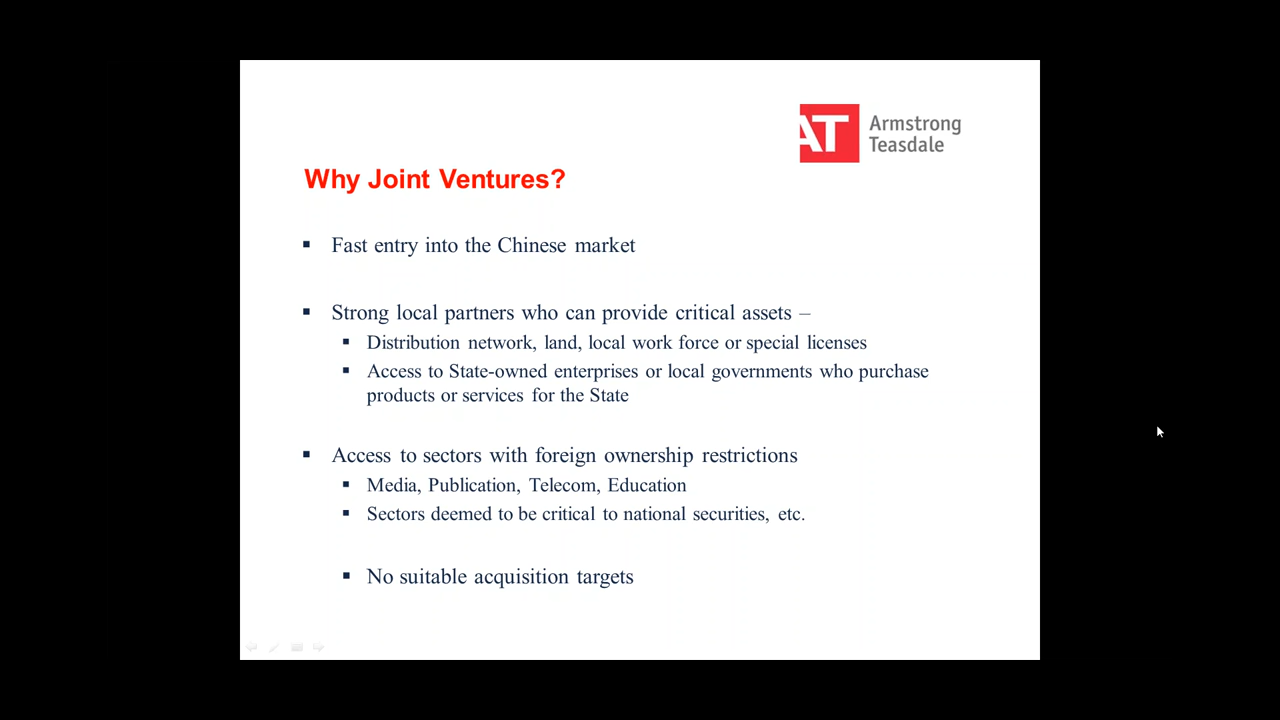 AT Armstrong
Teasdale
Why Joint Ventures?
▪ Fast entry into the Chinese market
▪ Strong local partners who can provide critical assets –
▪ Distribution network, land, local work force or special licenses
▪ Access to State-owned enterprises or local governments who purchase
products or services for the State
▪ Access to sectors with foreign ownership restrictions
▪ Media, Publication, Telecom, Education
▪ Sectors deemed to be critical to national securities, etc.
▪ No suitable acquisition targets